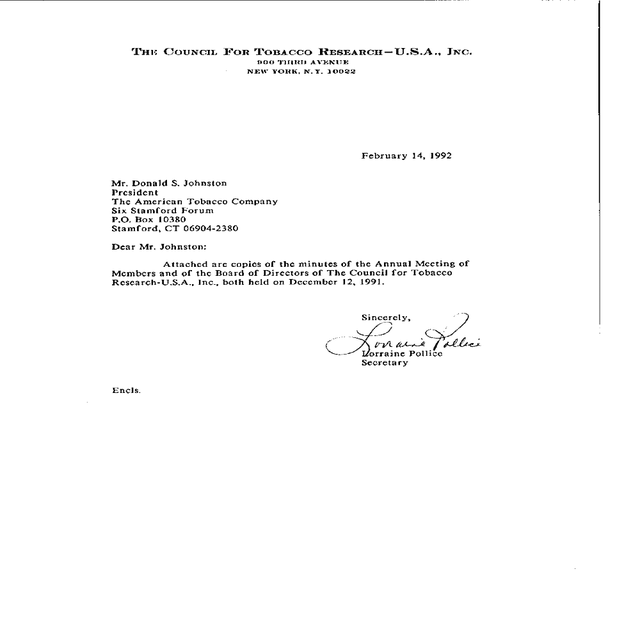 THE COUNCIL FOR TOBACCO RESEARCH—U.S.A., INC.
900 THIRD AVENUE
NEW YORK, N.Y. 10022
February 14, 1992
Mr. Donald S. Johnston
President
The American Tobacco Company
Six Stamford Forum
P.O. Box 10380
Stamford, CT 06904-2380
Dear Mr. Johnston:
Attached are copies of the minutes of the Annual Meeting of
Members and of the Board of Directors of The Council for Tobacco
Research-U.S.A., Inc., both held on December 12, 1991.
Sincerely,
Lorraine Pollice
Lorraine Pollice
Secretary
Encls.